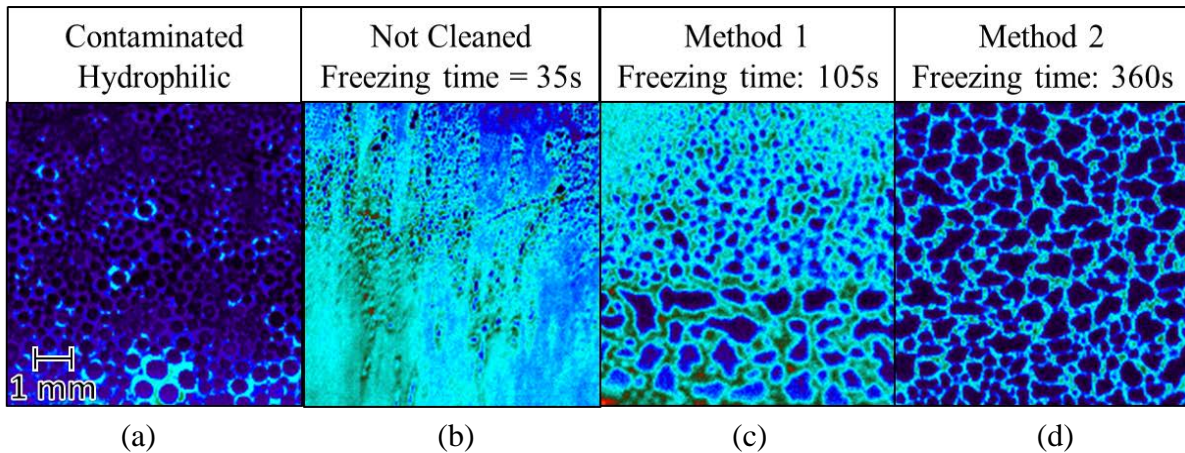 Contaminated
Hydrophilic
Not Cleaned
Freezing time = 35s
Method 1
Freezing time: 105s
Method 2
Freezing time: 360s
1 mm
(a)
(b)
(c)
(d)